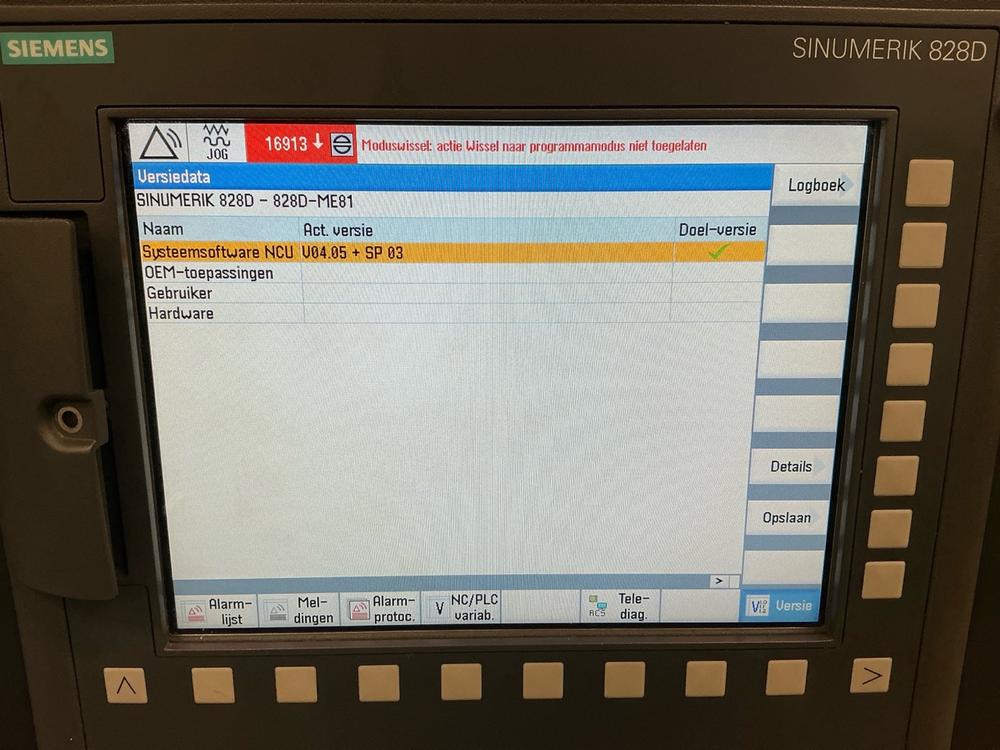 SIEMENS
SINUMERIK 828D
JOG
16913 ↓ Moduswissel: actie Wissel naar programmamodus niet toegelaten
Versiedata
Logboek
SINUMERIK 828D - 828D-ME81
Naam Act. versie Doel-versie
Systeemsoftware NCU V04.05 + SP 03
OEM-toepassingen
Gebruiker
Hardware
Details
Opslaan
>
Alarm-
lijst
Mel-
dingen
Alarm-
protoc.
V NC/PLC
variab.
RCS Tele-
diag.
Versie